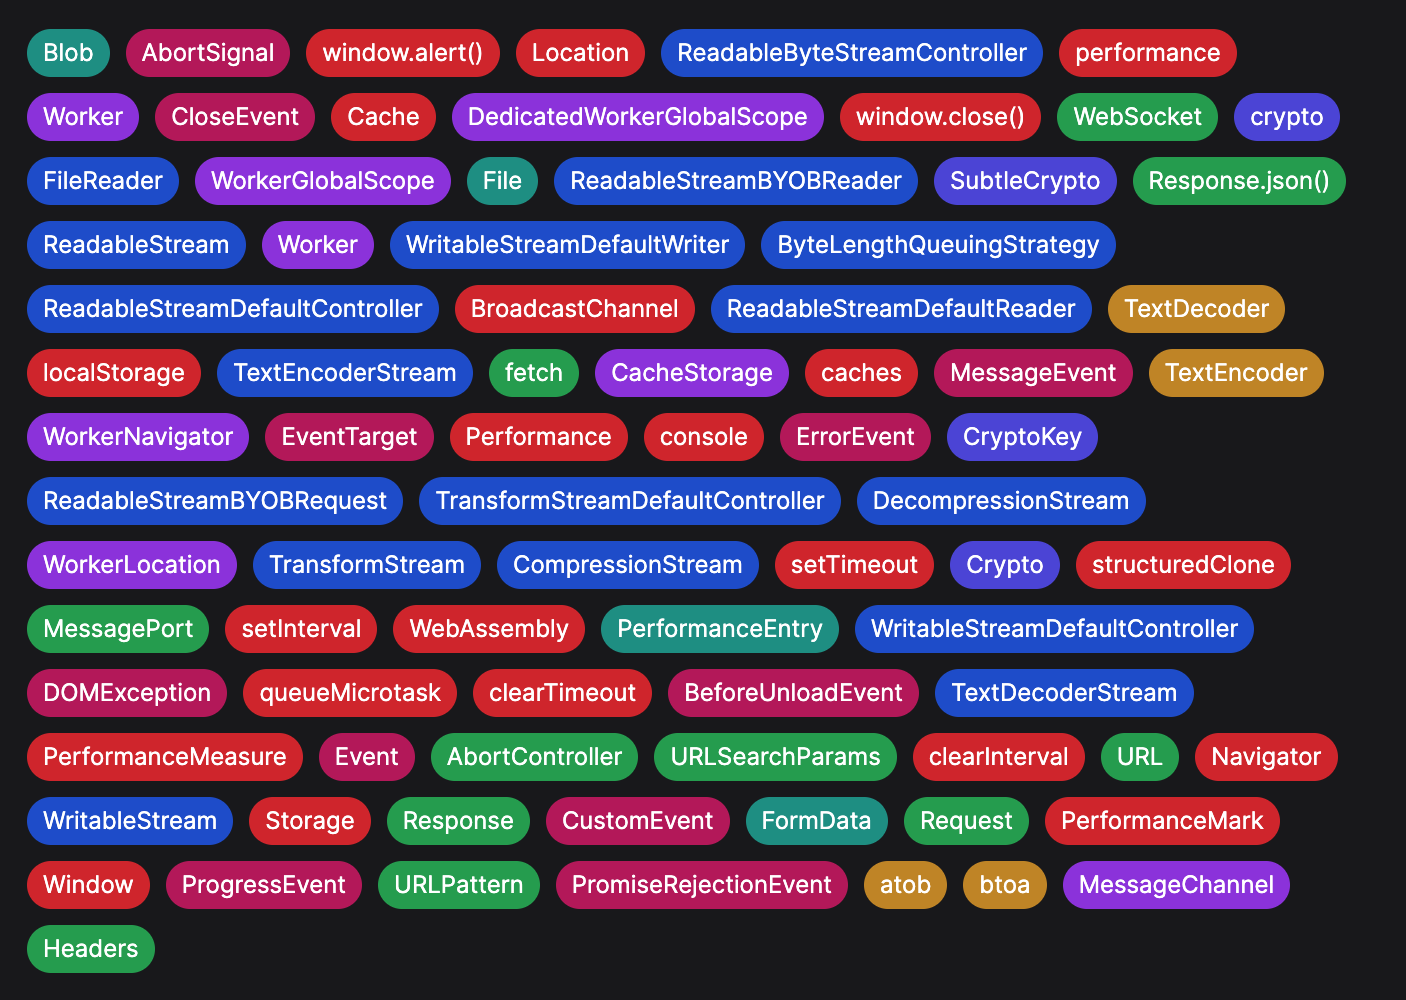 Blob AbortSignal window.alert() Location ReadableByteStreamController performance
Worker CloseEvent Cache DedicatedWorkerGlobalScope window.close() WebSocket crypto
FileReader WorkerGlobalScope File ReadableStreamBYOBReader SubtleCrypto Response.json()
ReadableStream Worker WritableStreamDefaultWriter ByteLengthQueuingStrategy
ReadableStreamDefaultController BroadcastChannel ReadableStreamDefaultReader TextDecoder
localStorage TextEncoderStream fetch CacheStorage caches MessageEvent TextEncoder
WorkerNavigator EventTarget Performance console ErrorEvent CryptoKey
ReadableStreamBYOBRequest TransformStreamDefaultController DecompressionStream
WorkerLocation TransformStream CompressionStream setTimeout Crypto structuredClone
MessagePort setInterval WebAssembly PerformanceEntry WritableStreamDefaultController
DOMException queueMicrotask clearTimeout BeforeUnloadEvent TextDecoderStream
PerformanceMeasure Event AbortController URLSearchParams clearInterval URL Navigator
WritableStream Storage Response CustomEvent FormData Request PerformanceMark
Window ProgressEvent URLPattern PromiseRejectionEvent atob btoa MessageChannel
Headers